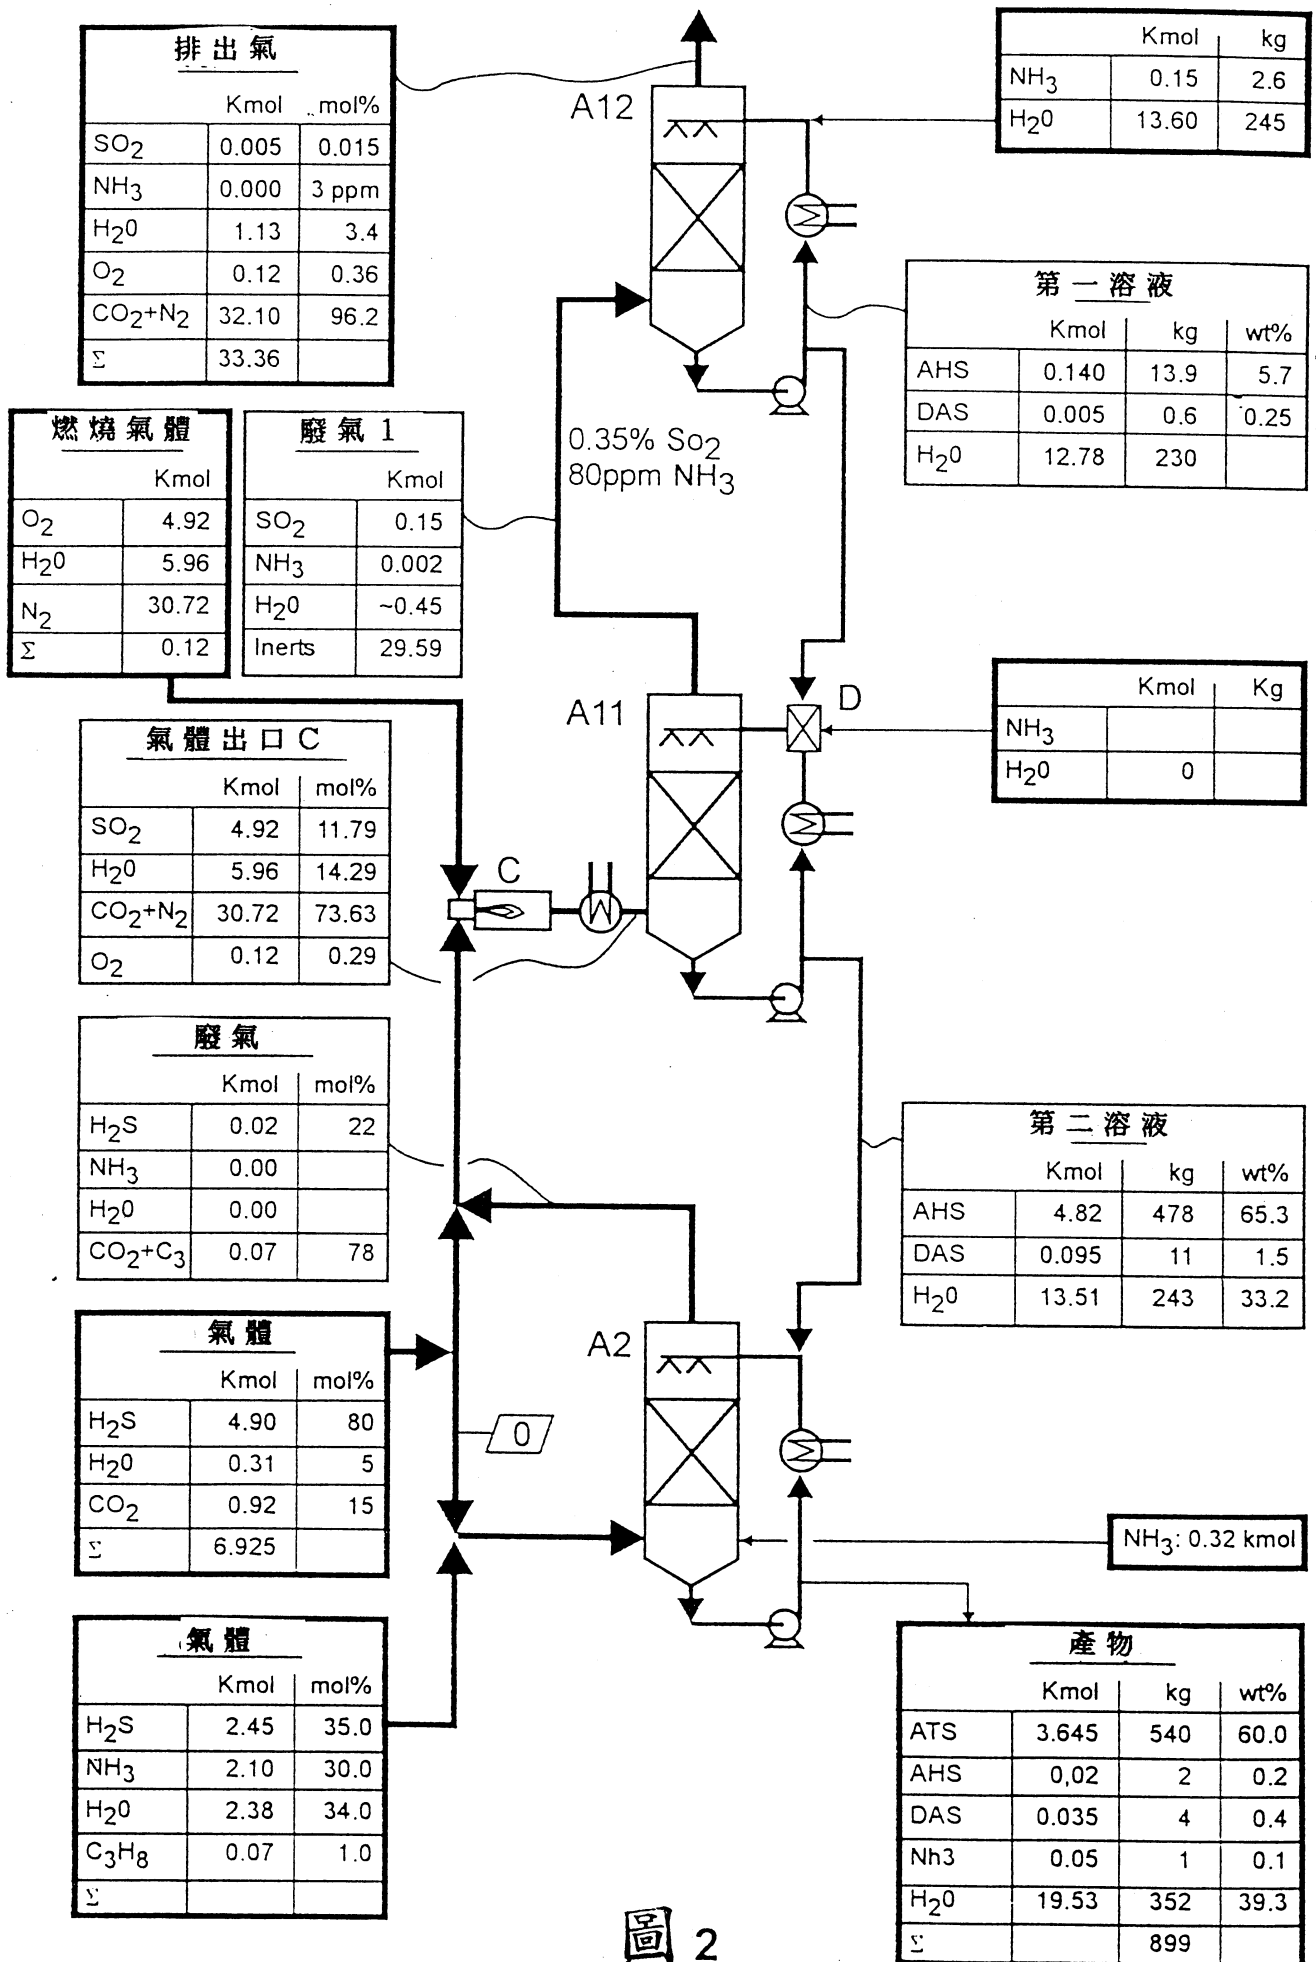 排出氣
Kmol mol%
SO2 0.005 0.015
NH3 0.000 3 ppm
H20 1.13 3.4
O2 0.12 0.36
CO2+N2 32.10 96.2
Σ 33.36
A12
Kmol kg
NH3 0.15 2.6
H20 13.60 245
第一溶液
Kmol kg wt%
AHS 0.140 13.9 5.7
DAS 0.005 0.6 0.25
H20 12.78 230
燃燒氣體
Kmol
O2 4.92
H20 5.96
N2 30.72
Σ 0.12
廢氣1
Kmol
SO2 0.15
NH3 0.002
H20 ~0.45
Inerts 29.59
0.35% So2
80ppm NH3
A11
D
Kmol Kg
NH3
H20 0
氣體出口C
Kmol mol%
SO2 4.92 11.79
H20 5.96 14.29
CO2+N2 30.72 73.63
O2 0.12 0.29
C
廢氣
Kmol mol%
H2S 0.02 22
NH3 0.00
H20 0.00
CO2+C3 0.07 78
第二溶液
Kmol kg wt%
AHS 4.82 478 65.3
DAS 0.095 11 1.5
H20 13.51 243 33.2
氣體
Kmol mol%
H2S 4.90 80
H20 0.31 5
CO2 0.92 15
Σ 6.925
0
A2
NH3: 0.32 kmol
氣體
Kmol mol%
H2S 2.45 35.0
NH3 2.10 30.0
H20 2.38 34.0
C3H8 0.07 1.0
Σ
產物
Kmol kg wt%
ATS 3.645 540 60.0
AHS 0,02 2 0.2
DAS 0.035 4 0.4
Nh3 0.05 1 0.1
H20 19.53 352 39.3
Σ 899
圖 2